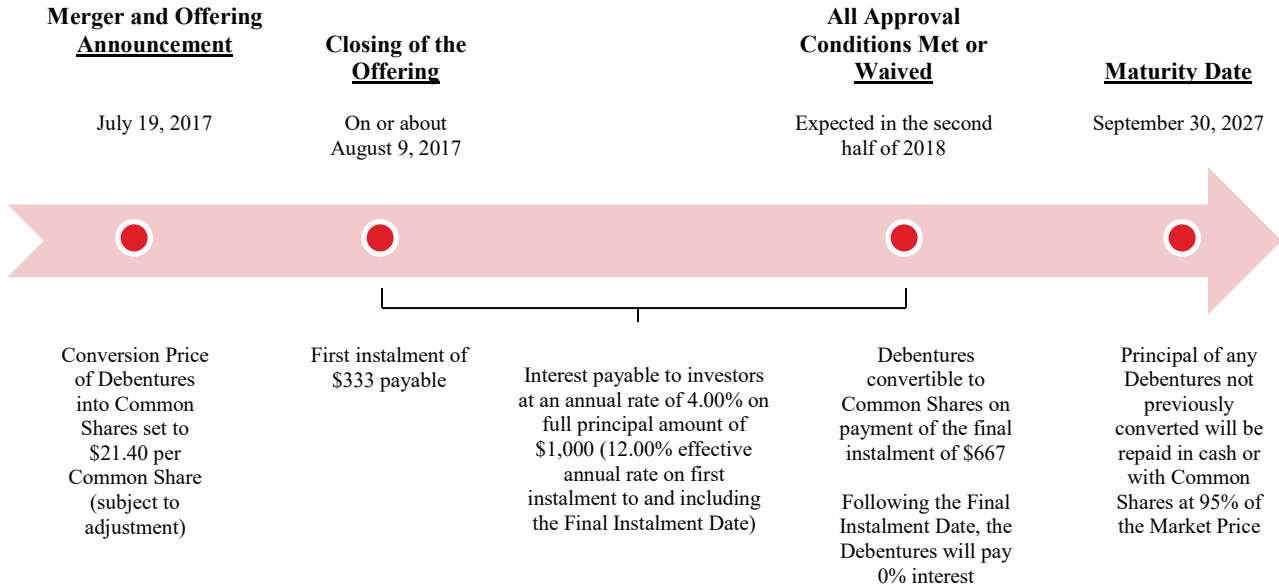 Merger and Offering
Announcement
July 19, 2017
Closing of the
Offering
On or about
August 9, 2017
All Approval
Conditions Met or
Waived
Expected in the second
half of 2018
Maturity Date
September 30, 2027
Conversion Price
of Debentures
into Common
Shares set to
$21.40 per
Common Share
(subject to
adjustment)
First instalment of
$333 payable
Interest payable to investors
at an annual rate of 4.00% on
full principal amount of
$1,000 (12.00% effective
annual rate on first
instalment to and including
the Final Instalment Date)
Debentures
convertible to
Common Shares on
payment of the final
instalment of $667
Following the Final
Instalment Date, the
Debentures will pay
0% interest
Principal of any
Debentures not
previously
converted will be
repaid in cash or
with Common
Shares at 95% of
the Market Price